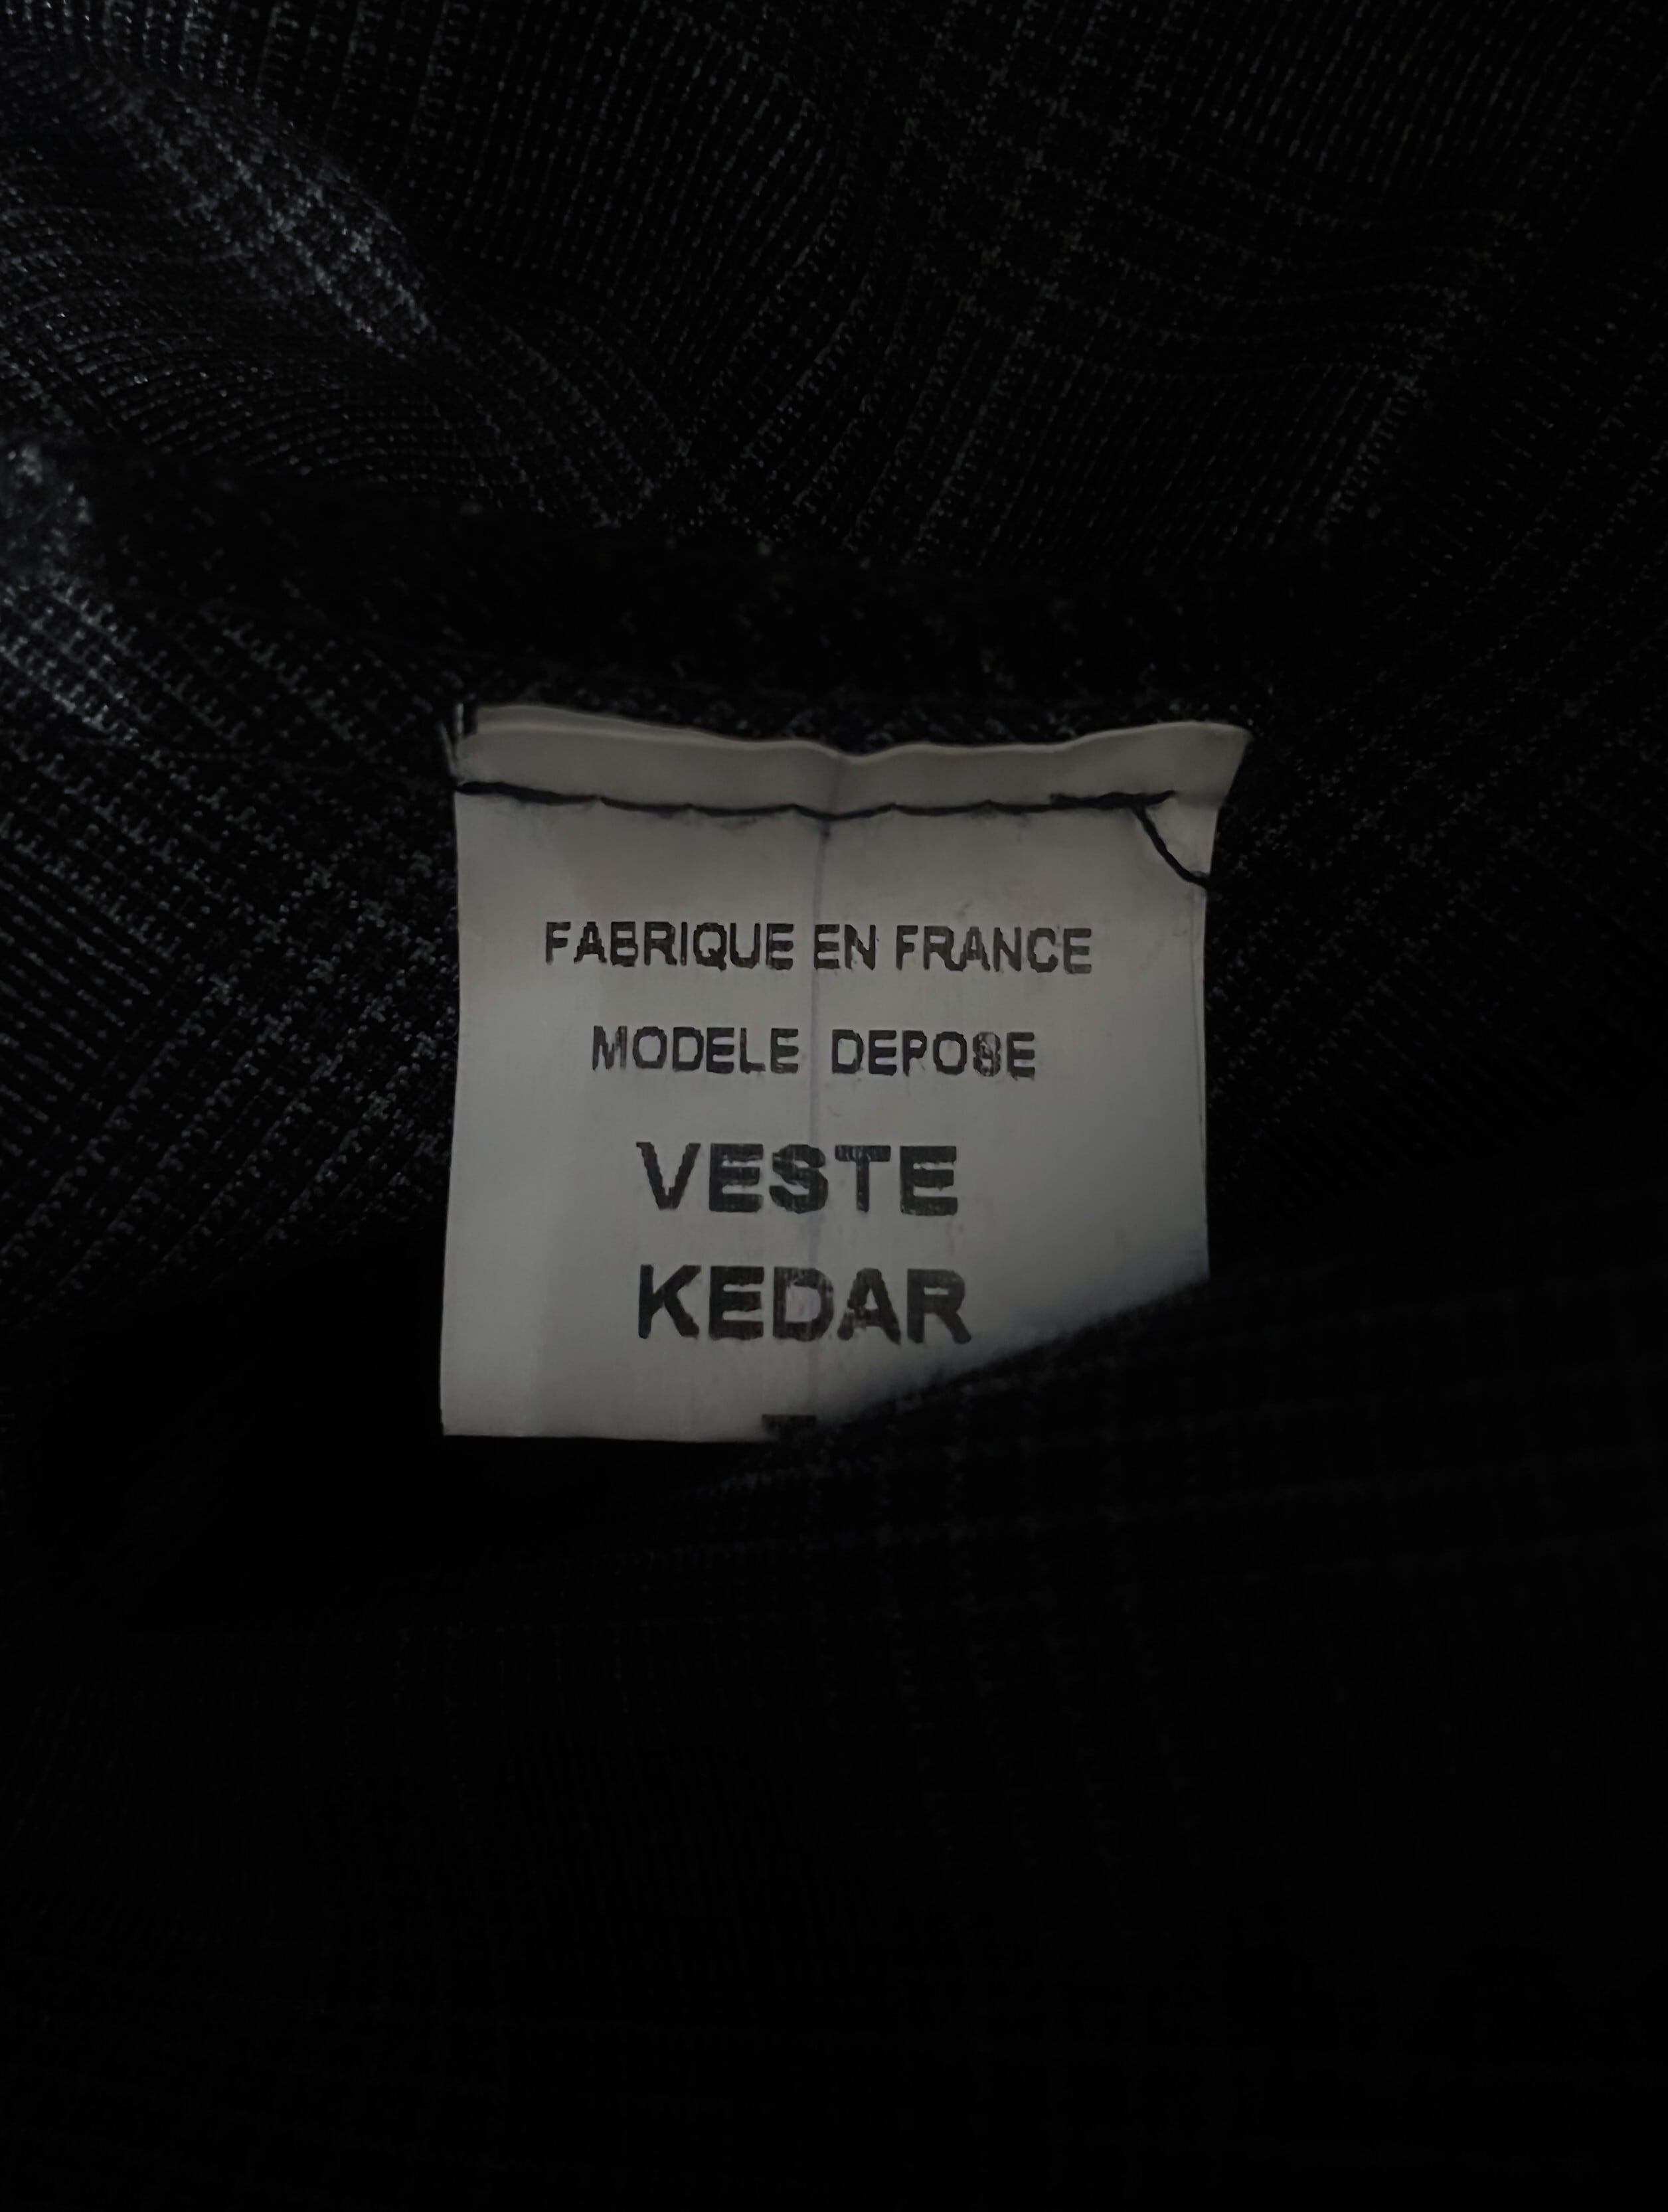 FABRIQUE EN FRANCE
MODELE DEPOSE
VESTE
KEDAR